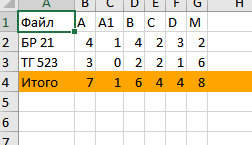 A B C D E F G H
1 Файл А А1 В С D М
2 БР 21 4 1 4 2 3 2
3 ТГ 523 3 0 2 2 1 6
4 Итого 7 1 6 4 4 8